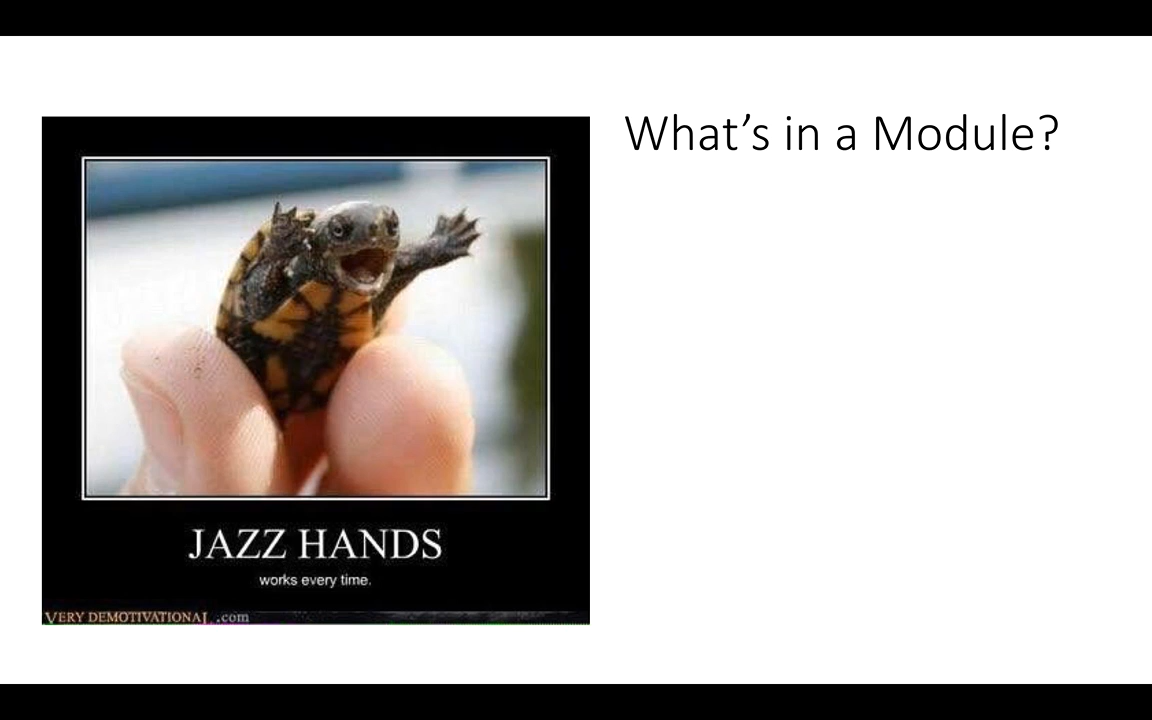 What’s in a Module?
JAZZ HANDS
works every time.
VERY DEMOTIVATIONAL .com